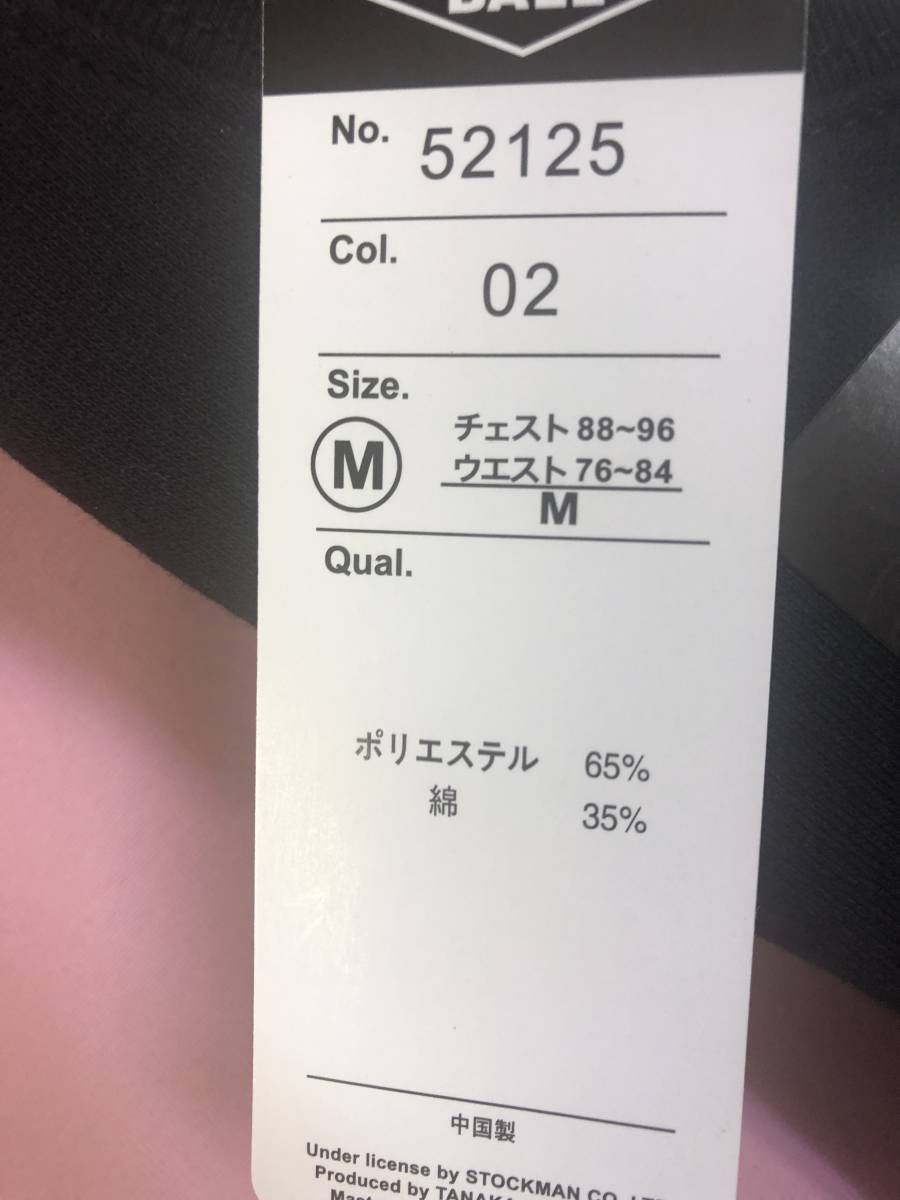 No. 52125
Col. 02
Size.
M
チェスト 88~96
ウエスト 76~84
M
Qual.
ポリエステル 65%
綿 35%
中国製
Under license by STOCKMAN CO.
Produced by